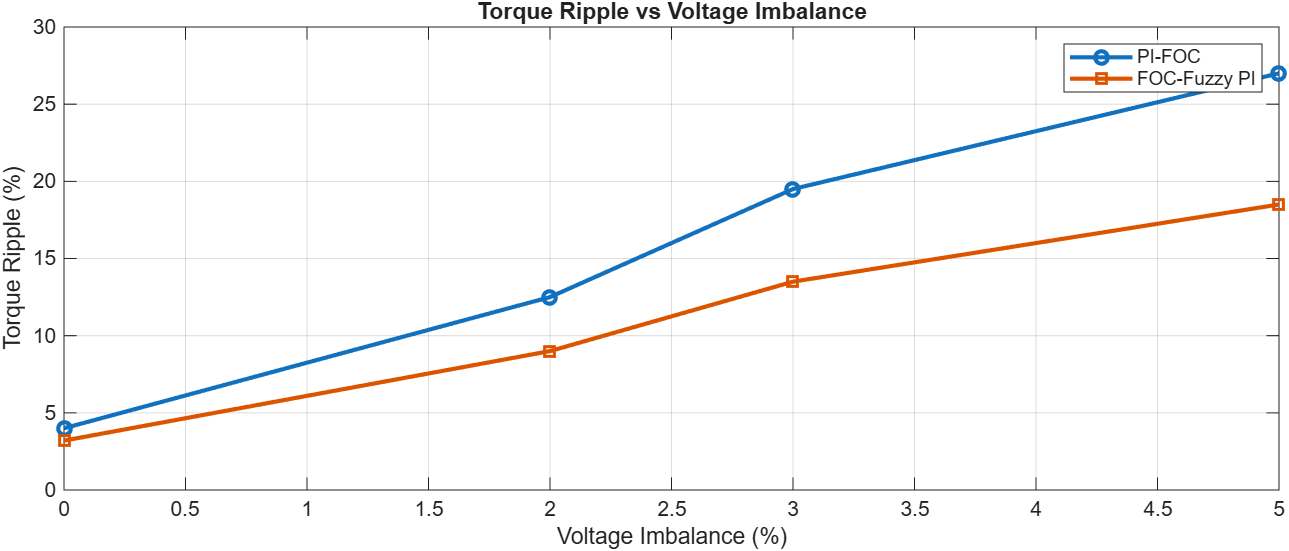 Torque Ripple vs Voltage Imbalance
PI-FOC
FOC-Fuzzy PI
Torque Ripple (%)
30
25
20
15
10
5
0
0 0.5 1 1.5 2 2.5 3 3.5 4 4.5 5
Voltage Imbalance (%)